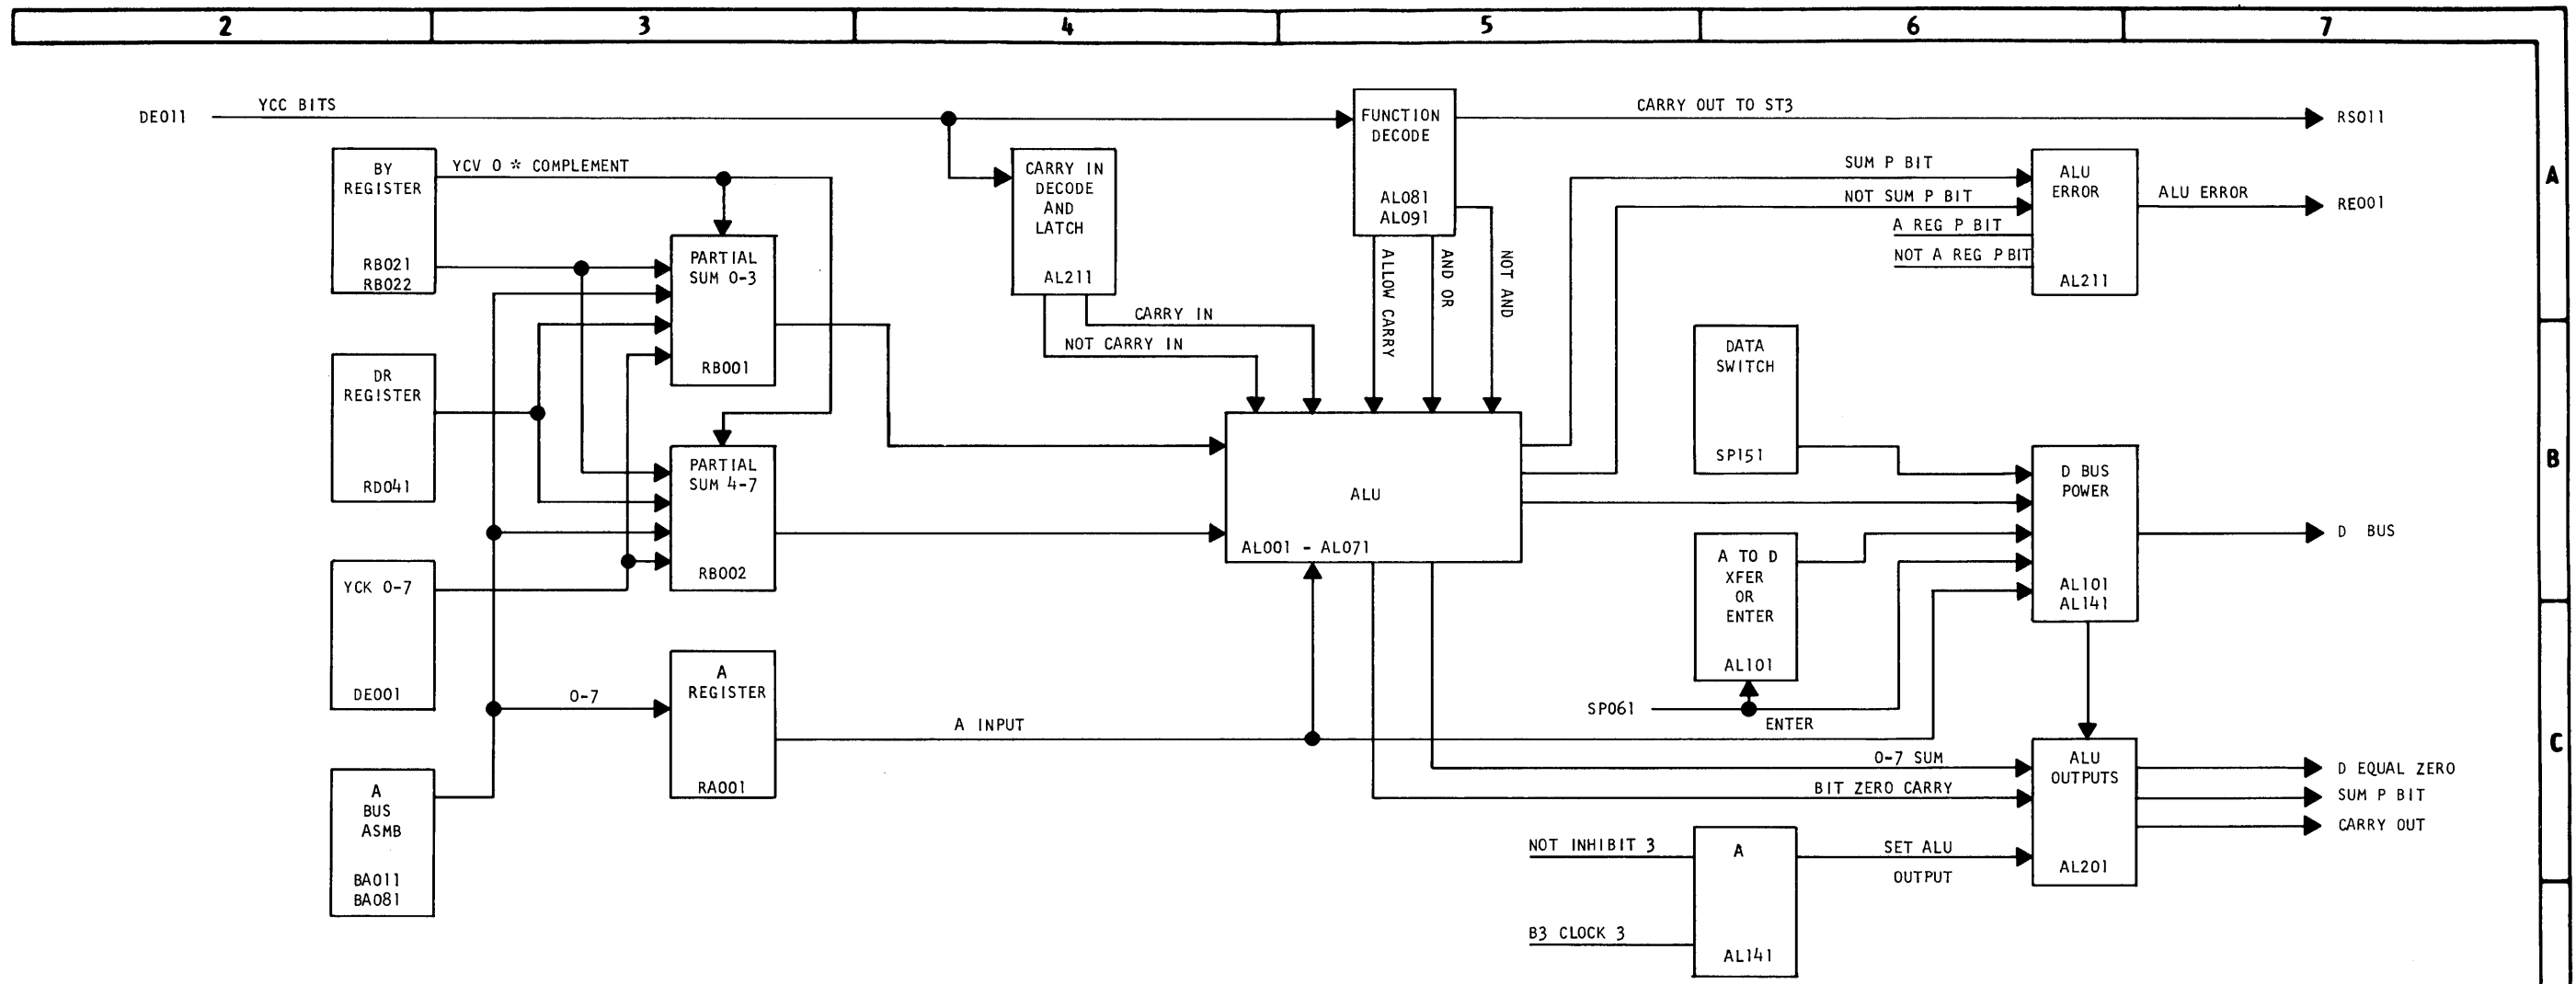 2
3
4
5
6
7
A
B
C
DE011
YCC BITS
BY
REGISTER
RB021
RB022
YCV 0 * COMPLEMENT
PARTIAL
SUM 0-3
RB001
DR
REGISTER
RD041
PARTIAL
SUM 4-7
RB002
YCK 0-7
DE001
0-7
A
REGISTER
RA001
A INPUT
A
BUS
ASMB
BA011
BA081
CARRY IN
DECODE
AND
LATCH
AL211
CARRY IN
NOT CARRY IN
FUNCTION
DECODE
AL081
AL091
ALLOW CARRY
AND OR
NOT AND
CARRY OUT TO ST3
RS011
ALU
AL001 - AL071
SUM P BIT
NOT SUM P BIT
A REG P BIT
NOT A REG P BIT
ALU
ERROR
AL211
ALU ERROR
RE001
DATA
SWITCH
SP151
D BUS
POWER
AL101
AL141
D BUS
A TO D
XFER
OR
ENTER
AL101
SP061
ENTER
0-7 SUM
BIT ZERO CARRY
ALU
OUTPUTS
AL201
D EQUAL ZERO
SUM P BIT
CARRY OUT
NOT INHIBIT 3
B3 CLOCK 3
A
AL141
SET ALU
OUTPUT